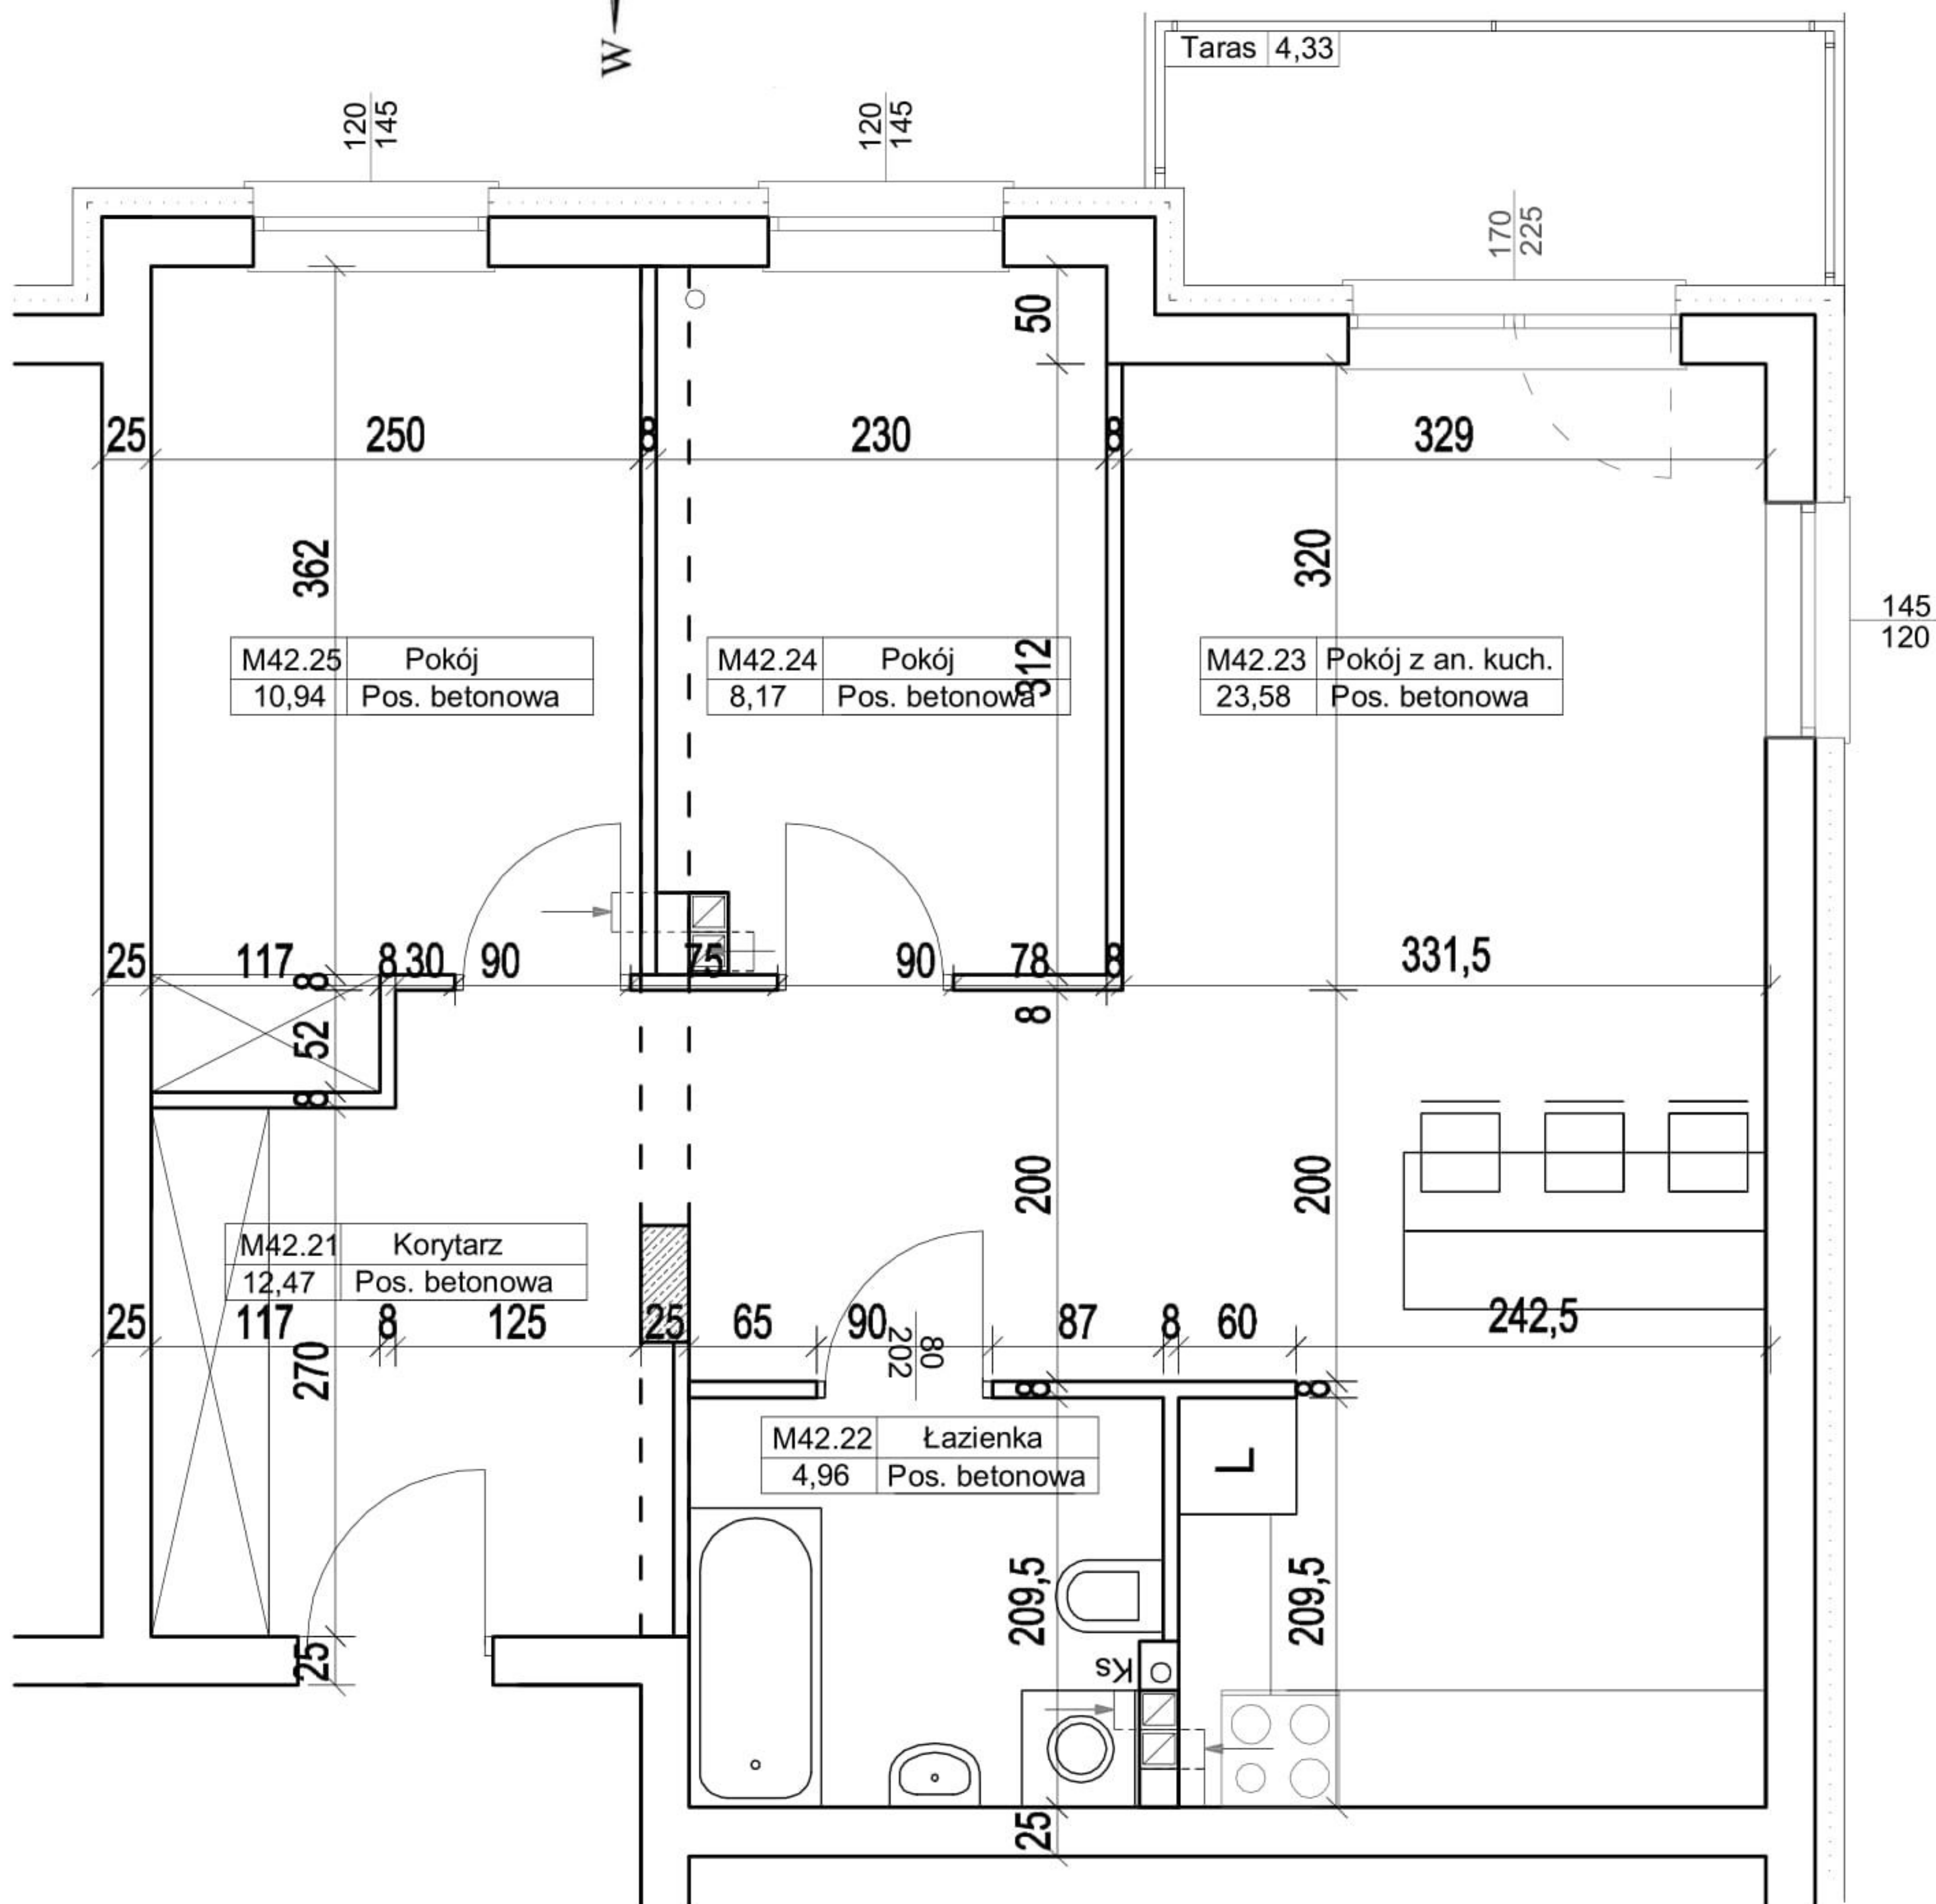 W
Taras 4,33
120
145
120
145
170
225
50
25 250 8 230 8 329
362
320
312
145
120
M42.25 Pokój
10,94 Pos. betonowa
M42.24 Pokój
8,17 Pos. betonowa
M42.23 Pokój z an. kuch.
23,58 Pos. betonowa
25 117 8 30 90 75 90 78 8 331,5
8
52
8
8
200
200
M42.21 Korytarz
12,47 Pos. betonowa
25 117 8 125 25 65 90 87 8 60 242,5
80
202
270
8
8
M42.22 Łazienka
4,96 Pos. betonowa
L
209,5
209,5
25
Ks
25